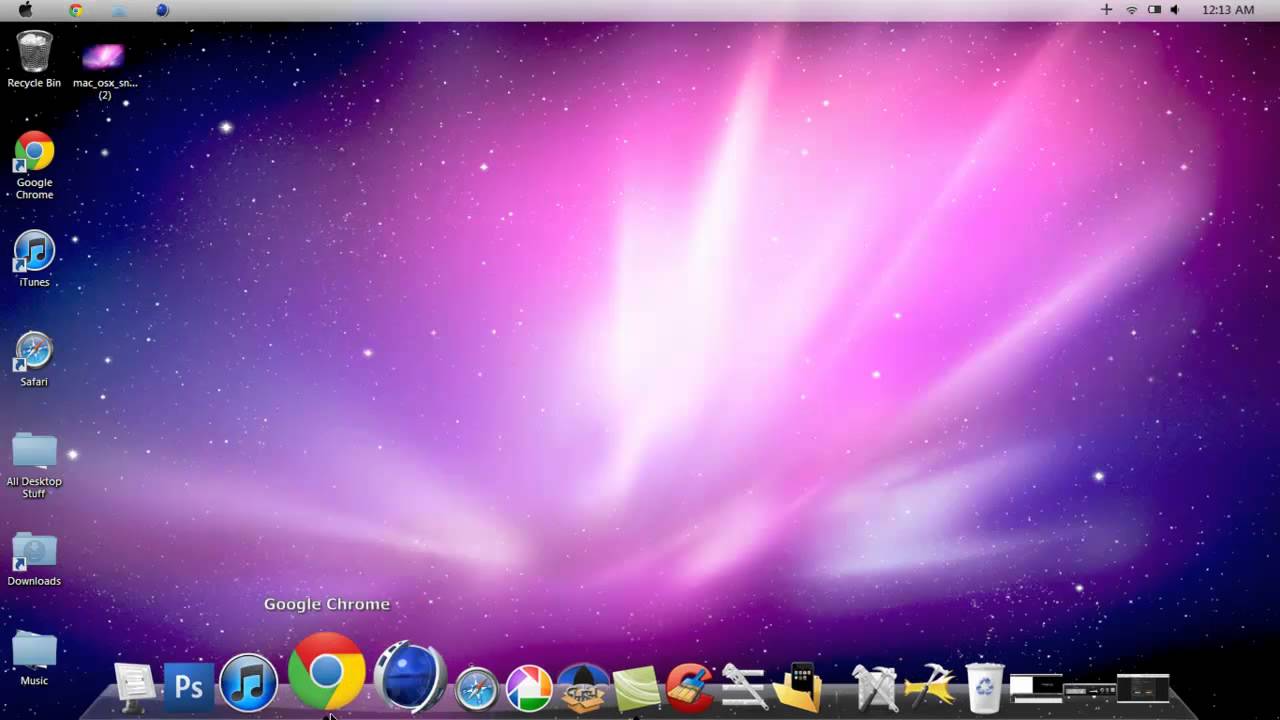 12:13 AM
Recycle Bin
mac_osx_sn...
(2)
Google
Chrome
iTunes
Safari
All Desktop
Stuff
Downloads
Music
Google Chrome
Ps